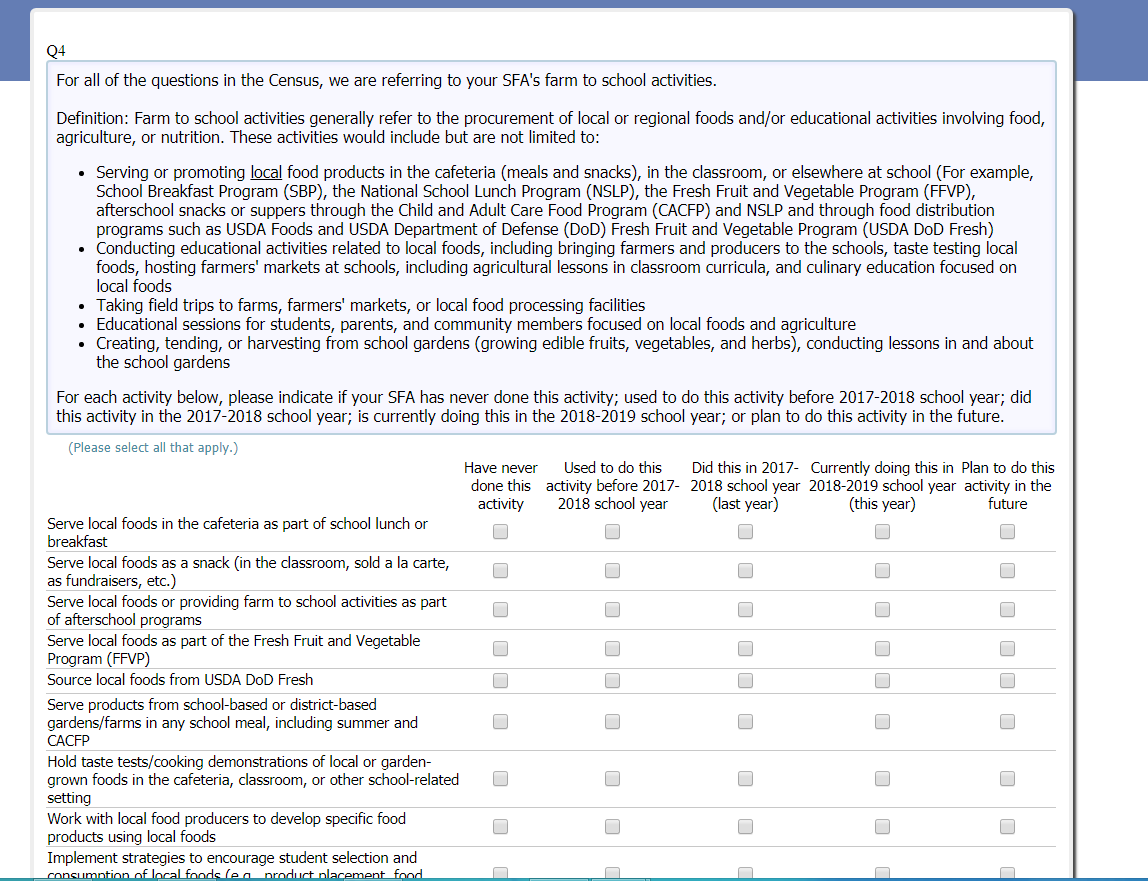 Q4
For all of the questions in the Census, we are referring to your SFA's farm to school activities.
Definition: Farm to school activities generally refer to the procurement of local or regional foods and/or educational activities involving food,
agriculture, or nutrition. These activities would include but are not limited to:
• Serving or promoting local food products in the cafeteria (meals and snacks), in the classroom, or elsewhere at school (For example,
School Breakfast Program (SBP), the National School Lunch Program (NSLP), the Fresh Fruit and Vegetable Program (FFVP),
afterschool snacks or suppers through the Child and Adult Care Food Program (CACFP) and NSLP and through food distribution
programs such as USDA Foods and USDA Department of Defense (DoD) Fresh Fruit and Vegetable Program (USDA DoD Fresh)
• Conducting educational activities related to local foods, including bringing farmers and producers to the schools, taste testing local
foods, hosting farmers' markets at schools, including agricultural lessons in classroom curricula, and culinary education focused on
local foods
• Taking field trips to farms, farmers' markets, or local food processing facilities
• Educational sessions for students, parents, and community members focused on local foods and agriculture
• Creating, tending, or harvesting from school gardens (growing edible fruits, vegetables, and herbs), conducting lessons in and about
the school gardens
For each activity below, please indicate if your SFA has never done this activity; used to do this activity before 2017-2018 school year; did
this activity in the 2017-2018 school year; is currently doing this in the 2018-2019 school year; or plan to do this activity in the future.
(Please select all that apply.)
Have never Used to do this Did this in 2017- Currently doing this in Plan to do this
done this activity before 2017- 2018 school year 2018-2019 school year activity in the
activity 2018 school year (last year) (this year) future
Serve local foods in the cafeteria as part of school lunch or
breakfast
Serve local foods as a snack (in the classroom, sold a la carte,
as fundraisers, etc.)
Serve local foods or providing farm to school activities as part
of afterschool programs
Serve local foods as part of the Fresh Fruit and Vegetable
Program (FFVP)
Source local foods from USDA DoD Fresh
Serve products from school-based or district-based
gardens/farms in any school meal, including summer and
CACFP
Hold taste tests/cooking demonstrations of local or garden-
grown foods in the cafeteria, classroom, or other school-related
setting
Work with local food producers to develop specific food
products using local foods
Implement strategies to encourage student selection and
consumption of local foods (e.g., product placement, food